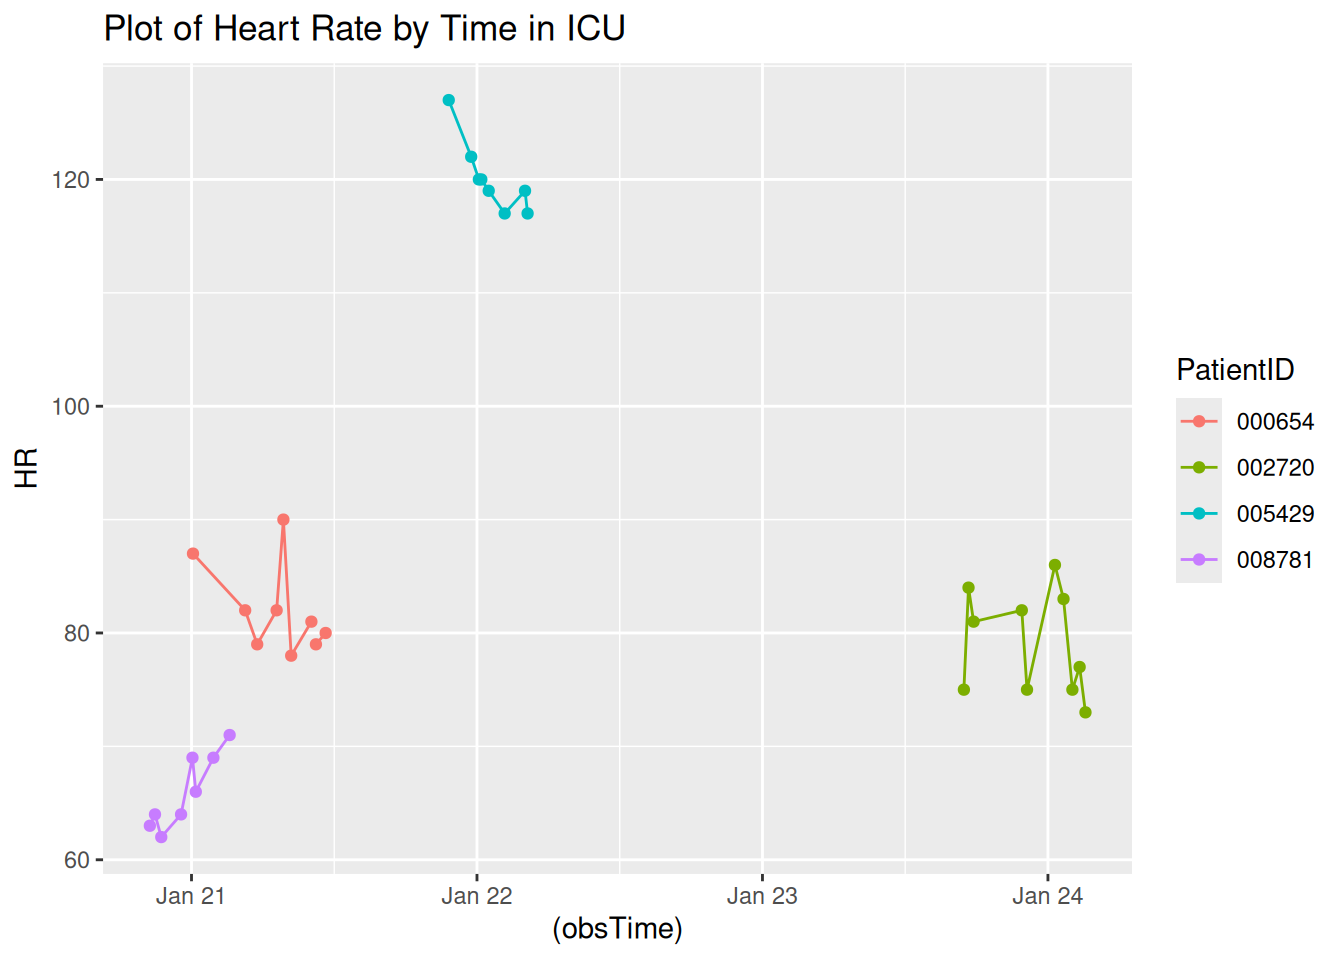 Plot of Heart Rate by Time in ICU
120
100
80
60
HR
Jan 21
Jan 22
Jan 23
Jan 24
(obsTime)
PatientID
000654
002720
005429
008781